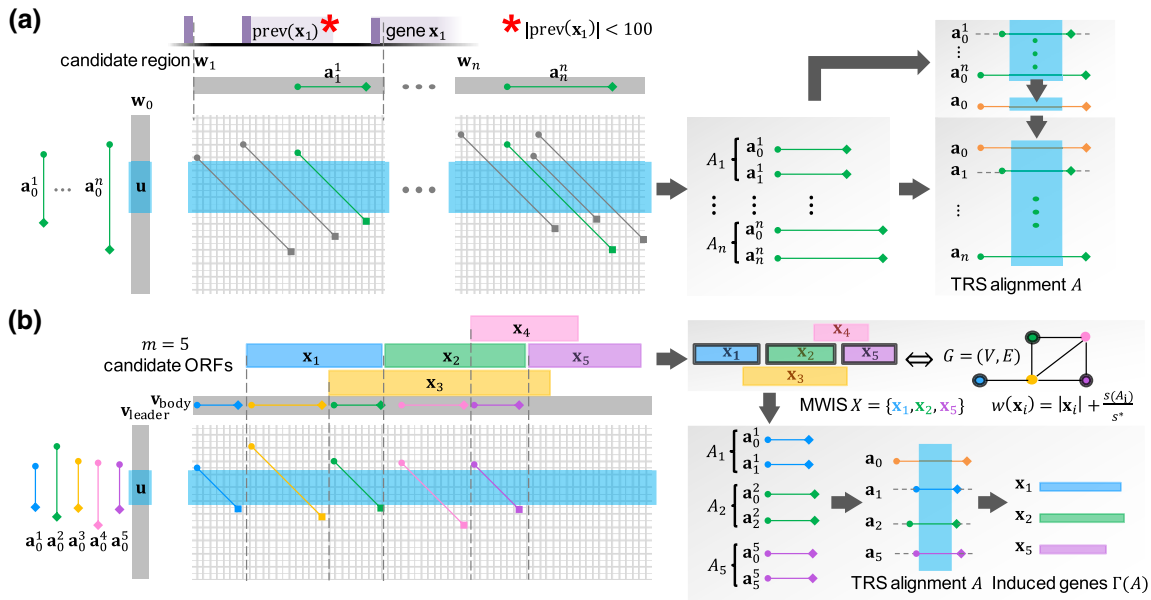 (a)
prev(𝐱₁) * gene 𝐱₁
* |prev(𝐱₁)| < 100
candidate region 𝐰₁
𝐚₁¹
𝐰ₙ
𝐚ₙⁿ
𝐰₀
𝐚₀¹ ... 𝐚₀ⁿ
𝐮
A₁ { 𝐚₀¹
𝐚₁¹
⋮ ⋮ ⋮
Aₙ { 𝐚₀ⁿ
𝐚ₙⁿ
𝐚₀¹
⋮
𝐚₀ⁿ
𝐚₀
𝐚₀
𝐚₁
⋮
𝐚ₙ
TRS alignment A
(b)
m = 5
candidate ORFs
𝐱₄
𝐱₁ 𝐱₂ 𝐱₅
𝐱₃
𝐯body
𝐯leader
𝐮
𝐚₀¹ 𝐚₀² 𝐚₀³ 𝐚₀⁴ 𝐚₀⁵
𝐱₄
𝐱₁ 𝐱₂ 𝐱₅
𝐱₃
⇔ G = (V, E)
MWIS X = {𝐱₁,𝐱₂,𝐱₅}
w(𝐱ᵢ) = |𝐱ᵢ| + s(Aᵢ)/s*
A₁ { 𝐚₀¹
𝐚₁¹
A₂ { 𝐚₀²
𝐚₂²
A₅ { 𝐚₀⁵
𝐚₅⁵
𝐚₀
𝐚₁
𝐚₂
𝐚₅
TRS alignment A
𝐱₁
𝐱₂
𝐱₅
Induced genes Γ(A)